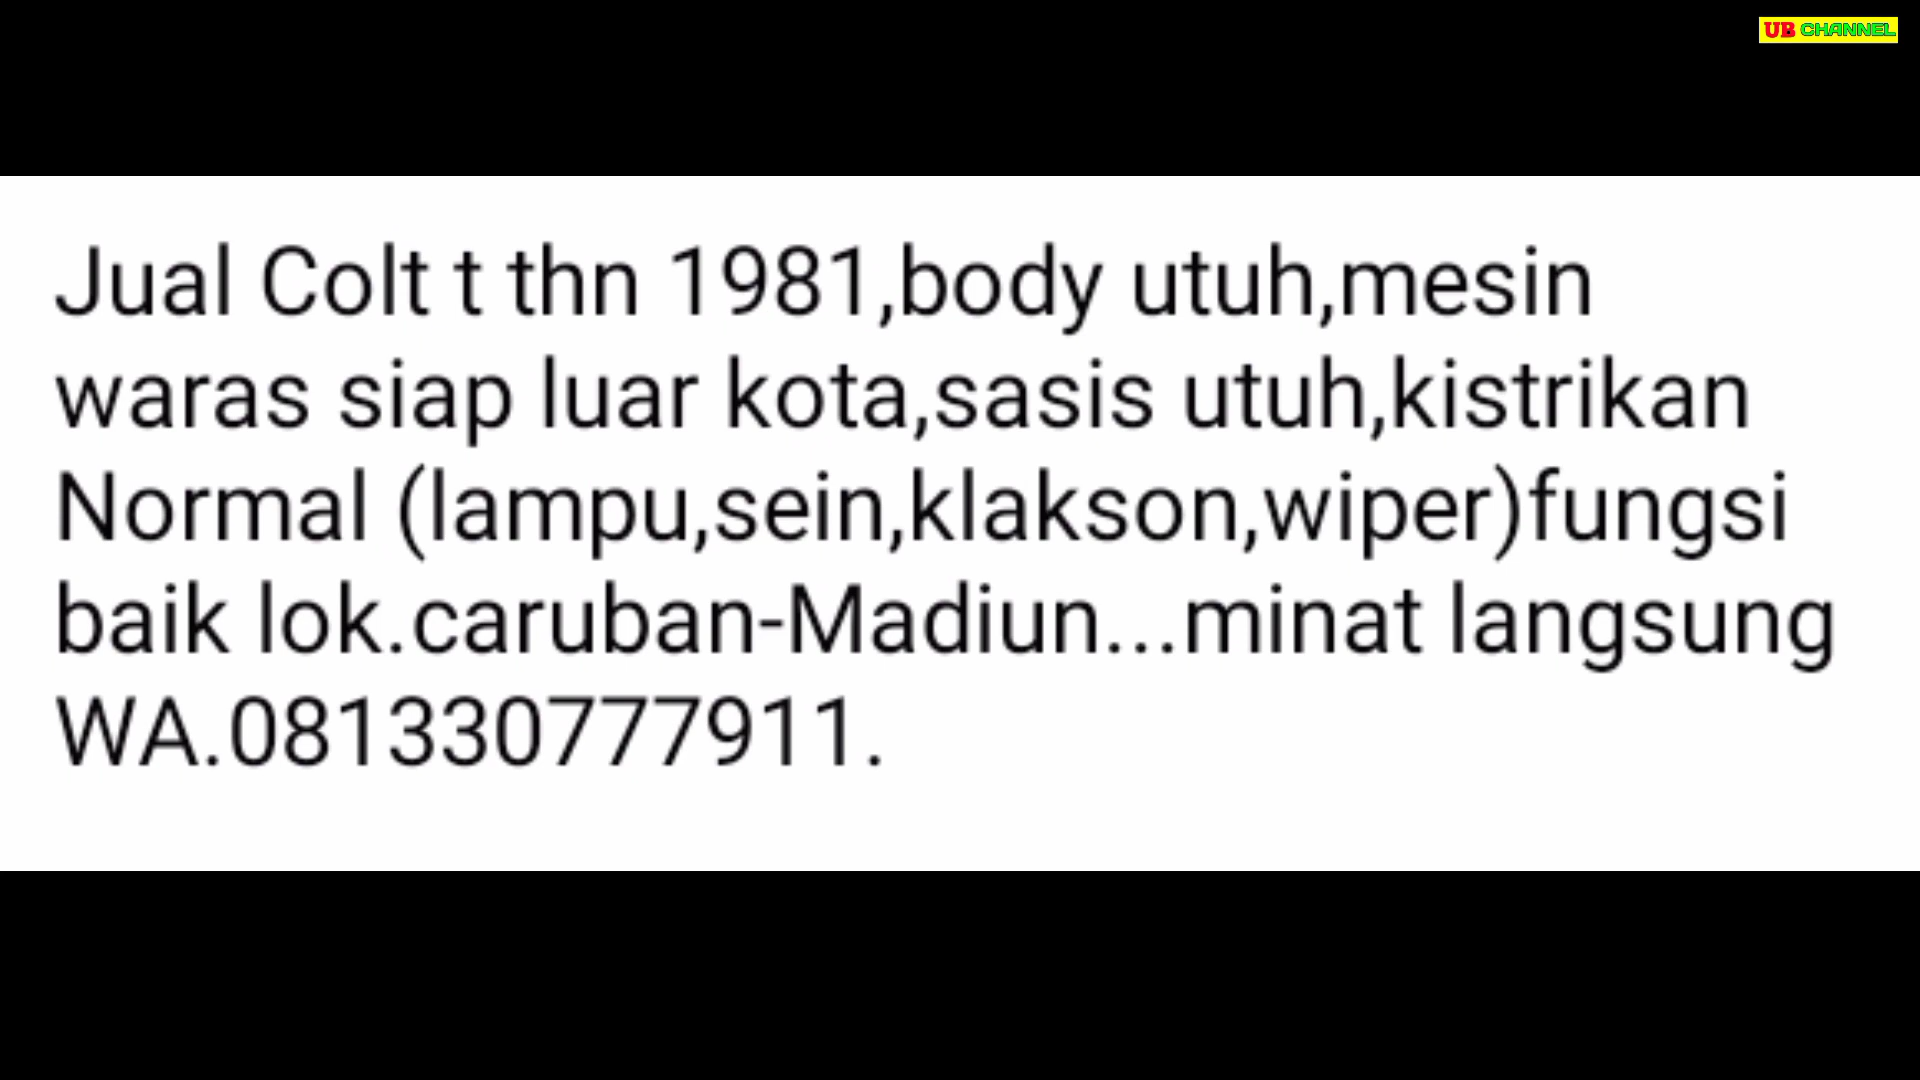 UB CHANNEL
Jual Colt t thn 1981,body utuh,mesin
waras siap luar kota,sasis utuh,kistrikan
Normal (lampu,sein,klakson,wiper)fungsi
baik lok.caruban-Madiun...minat langsung
WA.081330777911.